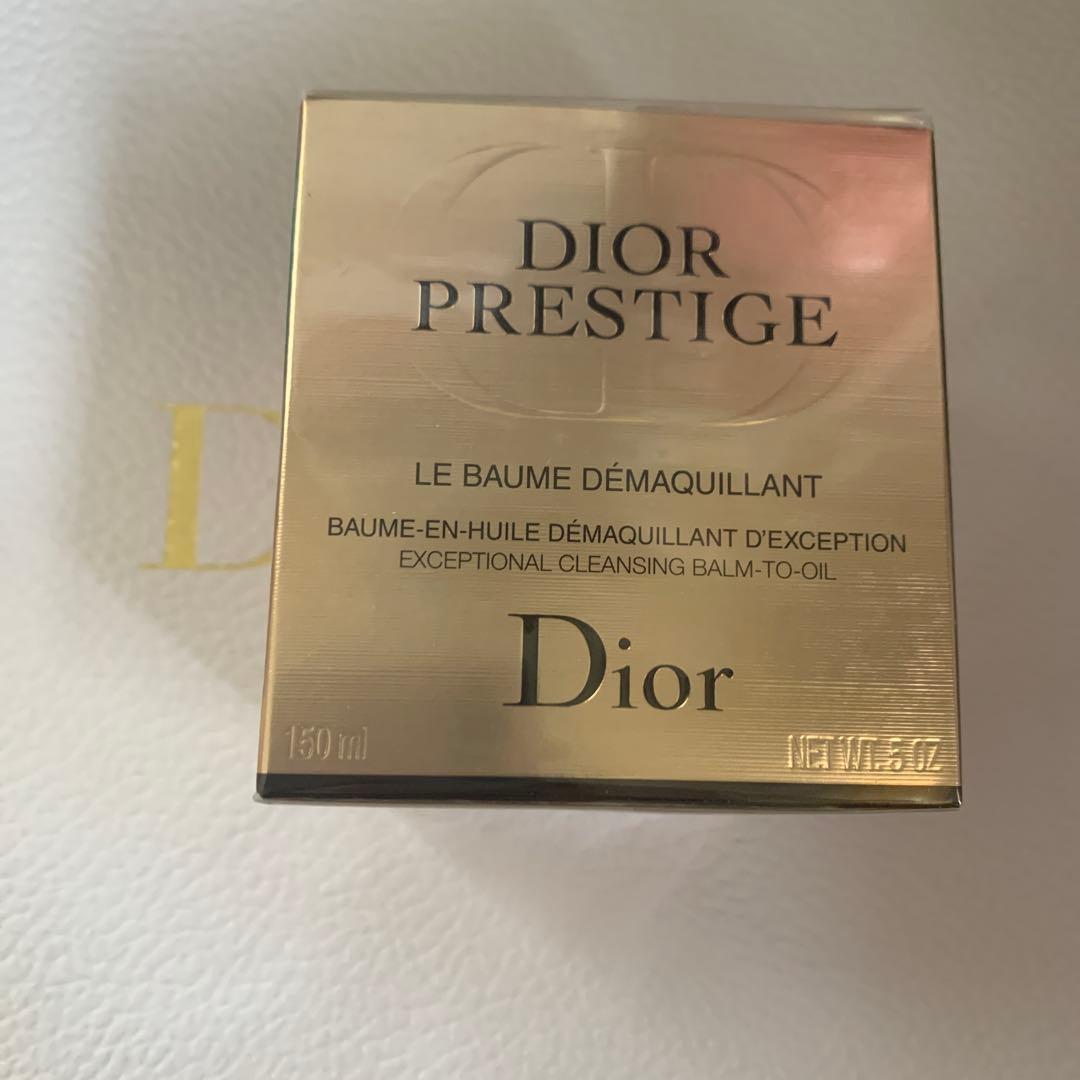 DIOR
PRESTIGE
LE BAUME DÉMAQUILLANT
BAUME-EN-HUILE DÉMAQUILLANT D'EXCEPTION
EXCEPTIONAL CLEANSING BALM-TO-OIL
Dior
150 ml
NET WT. 5 OZ
D